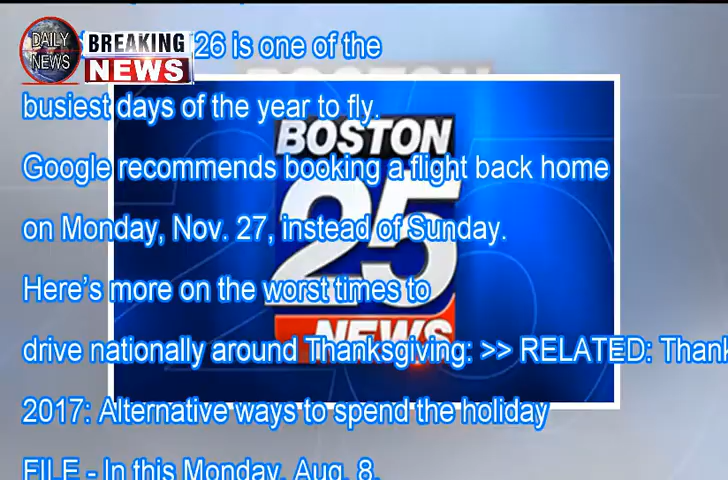 DAILY
NEWS
BREAKING
NEWS
26 is one of the
busiest days of the year to fly.
Google recommends booking a flight back home
on Monday, Nov. 27, instead of Sunday.
Here’s more on the worst times to
drive nationally around Thanksgiving: >> RELATED: Thank
2017: Alternative ways to spend the holiday
FILE - In this Monday, Aug. 8,
BOSTON
25
NEWS